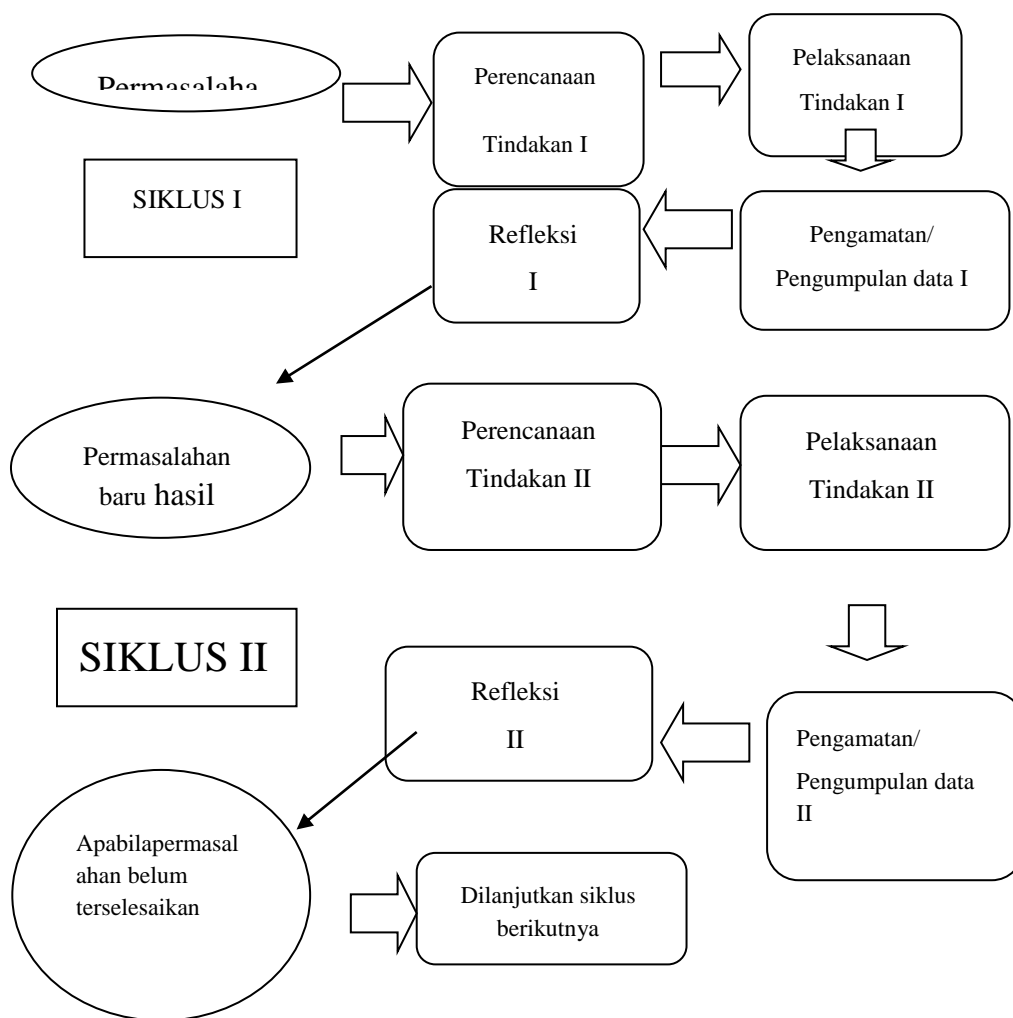 Permasalaha
Perencanaan
Tindakan I
Pelaksanaan
Tindakan I
SIKLUS I
Refleksi
I
Pengamatan/
Pengumpulan data I
Permasalahan
baru hasil
Perencanaan
Tindakan II
Pelaksanaan
Tindakan II
SIKLUS II
Refleksi
II
Pengamatan/
Pengumpulan data
II
Apabilapermasal
ahan belum
terselesaikan
Dilanjutkan siklus
berikutnya